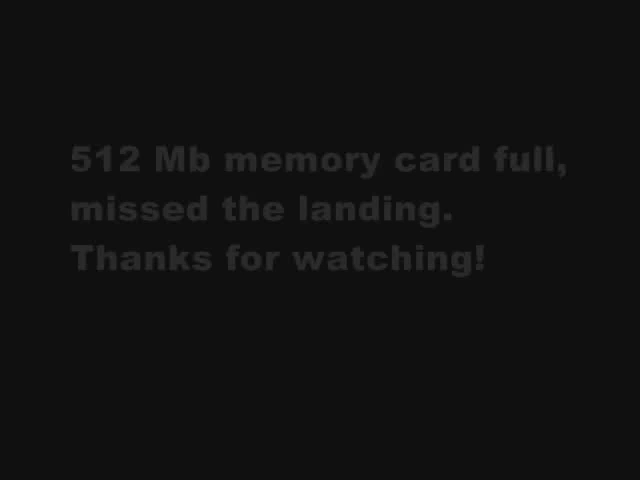 512 Mb memory card full,
missed the landing.
Thanks for watching!